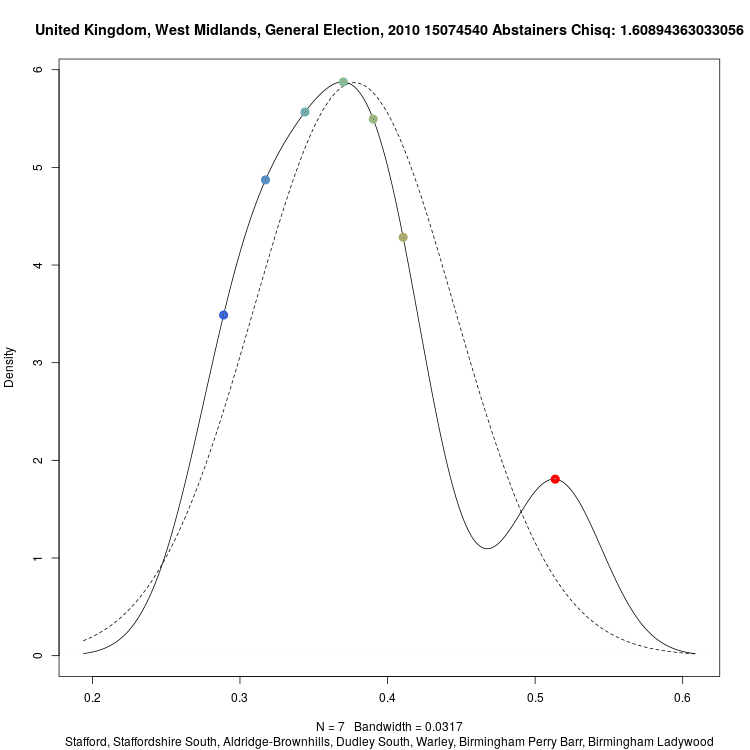 United Kingdom, West Midlands, General Election, 2010 15074540 Abstainers Chisq: 1.60894363033056
6
5
4
3
2
1
0
Density
0.2 0.3 0.4 0.5 0.6
N = 7 Bandwidth = 0.0317
Stafford, Staffordshire South, Aldridge-Brownhills, Dudley South, Warley, Birmingham Perry Barr, Birmingham Ladywood